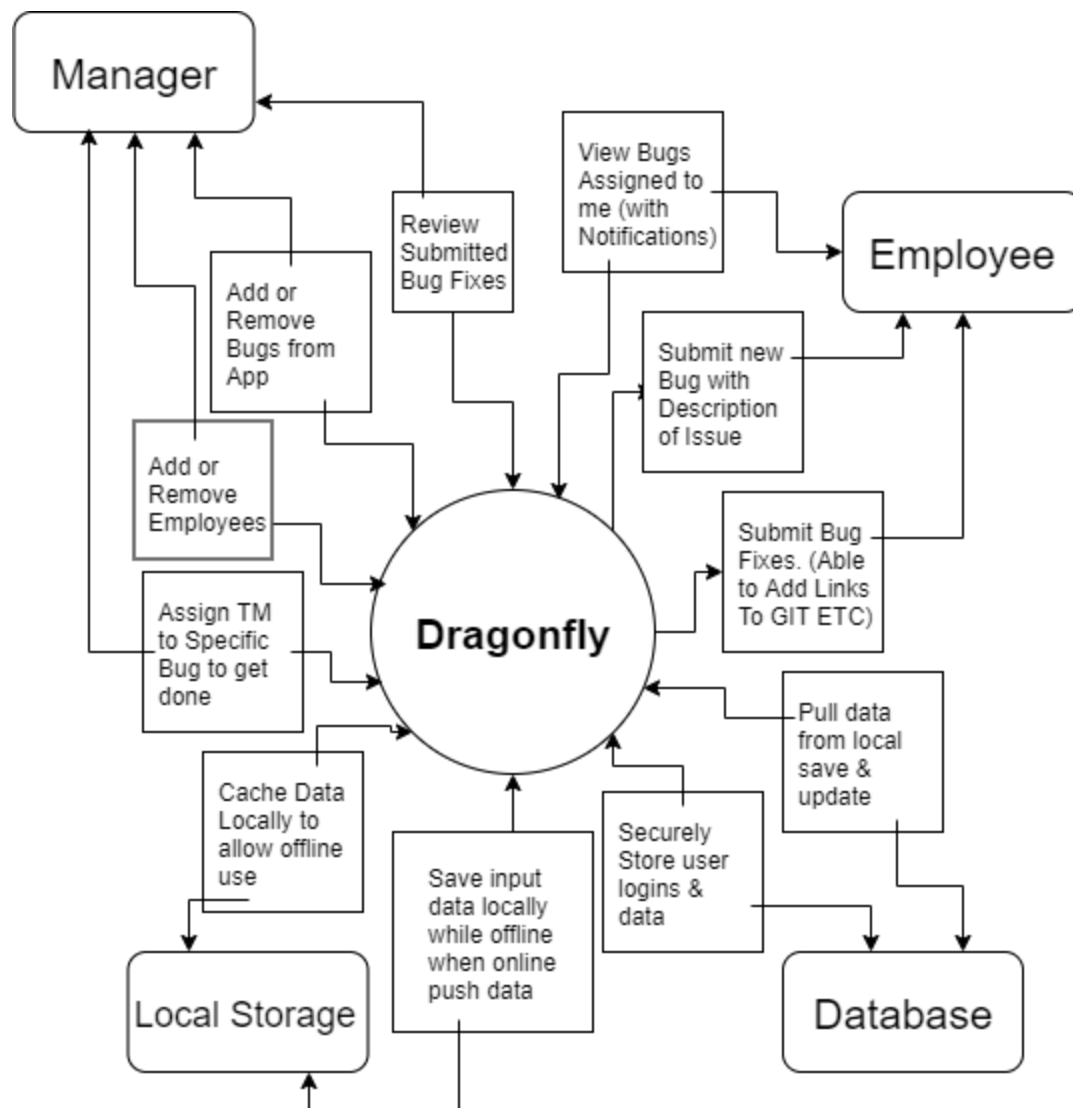 Manager
Review
Submitted
Bug Fixes
View Bugs
Assigned to
me (with
Notifications)
Employee
Add or
Remove
Bugs from
App
Submit new
Bug with
Description
of Issue
Add or
Remove
Employees
Submit Bug
Fixes. (Able
to Add Links
To GIT ETC)
Assign TM
to Specific
Bug to get
done
Dragonfly
Pull data
from local
save &
update
Cache Data
Locally to
allow offline
use
Save input
data locally
while offline
when online
push data
Securely
Store user
logins &
data
Local Storage
Database